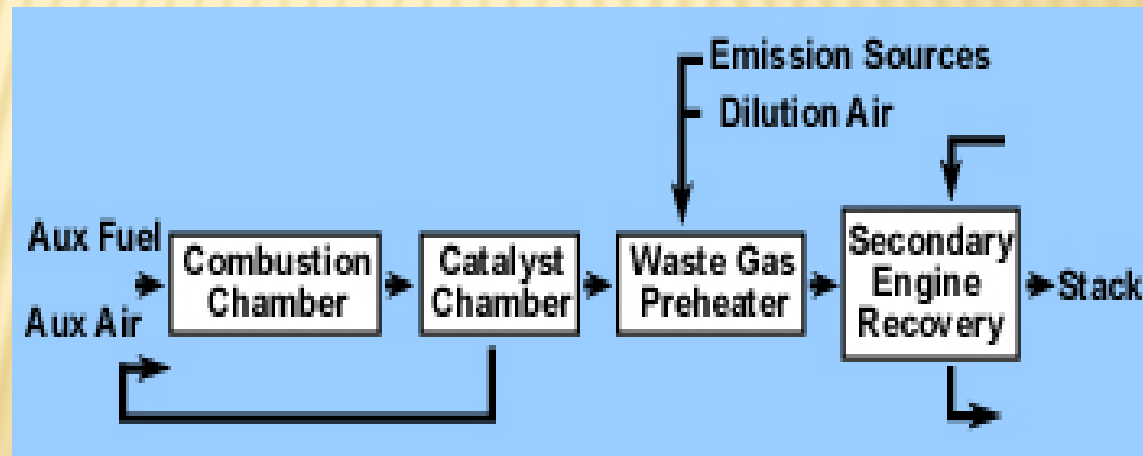 Emission Sources
Dilution Air
Aux Fuel
Aux Air
Combustion
Chamber
Catalyst
Chamber
Waste Gas
Preheater
Secondary
Engine
Recovery
Stack